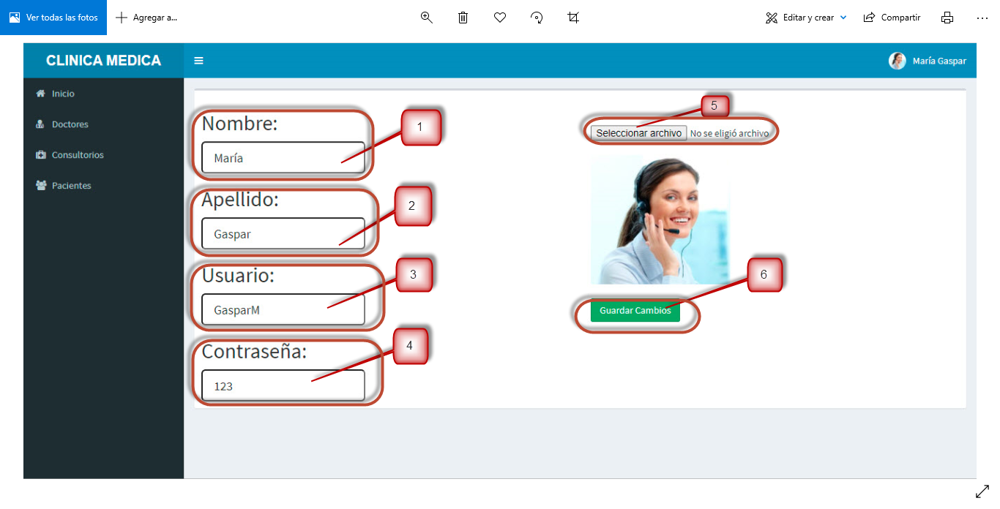 Ver todas las fotos
Agregar a...
Editar y crear
Compartir
CLINICA MEDICA
María Gaspar
Inicio
Doctores
Consultorios
Pacientes
Nombre:
María
1
Apellido:
Gaspar
2
Usuario:
GasparM
3
Contraseña:
123
4
5
Seleccionar archivo No se eligió archivo
6
Guardar Cambios